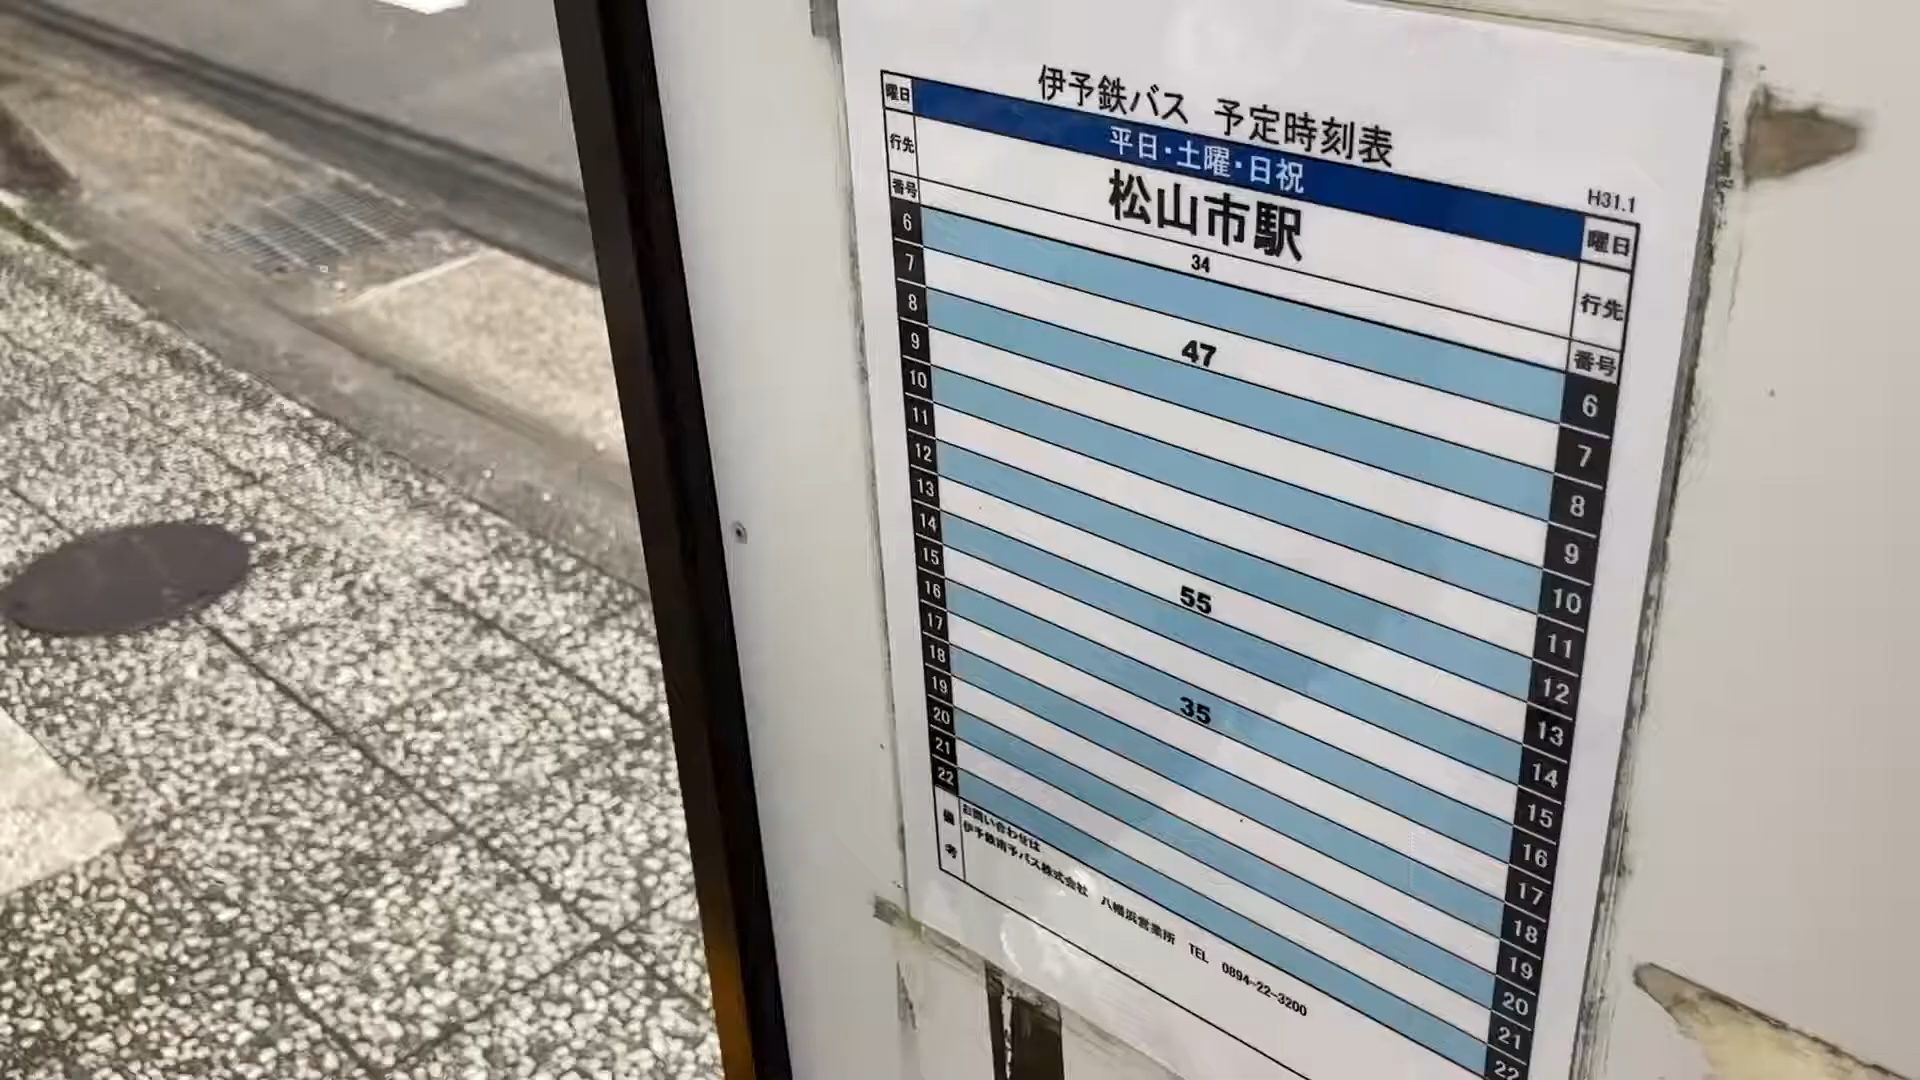 伊予鉄バス 予定時刻表
H31.1
曜日 平日・土曜・日祝 曜日
行先 松山市駅 行先
番号 34 番号
6 6
7 47 7
8 8
9 9
10 10
11 11
12 12
13 55 13
14 14
15 15
16 35 16
17 17
18 18
19 19
20 20
21 21
22 22
備考
お問い合わせは
伊予鉄南予バス株式会社 八幡浜営業所 TEL 0894-22-3200